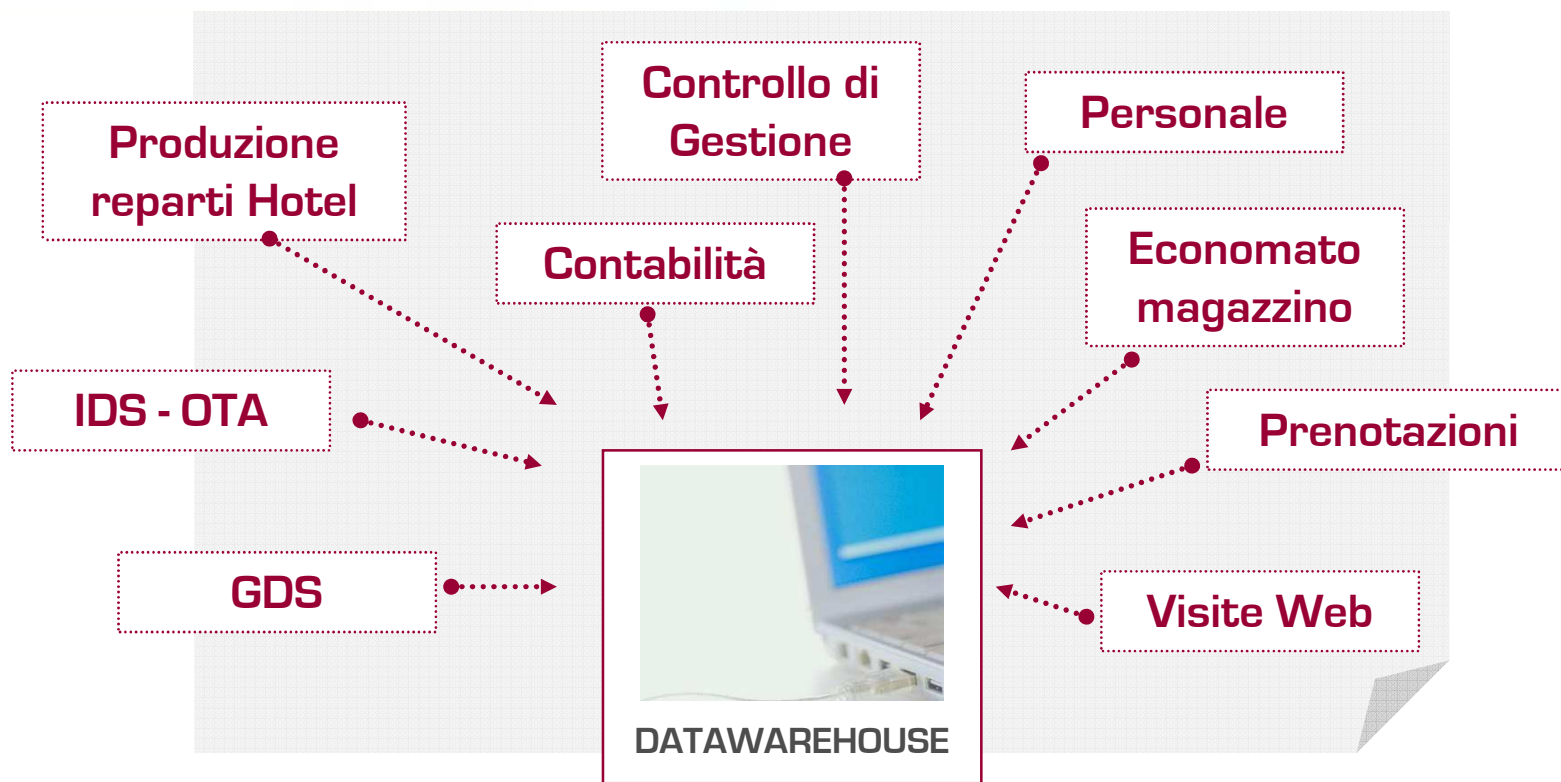 Controllo di
Gestione
Personale
Produzione
reparti Hotel
Contabilità
Economato
magazzino
IDS - OTA
Prenotazioni
GDS
Visite Web
DATAWAREHOUSE